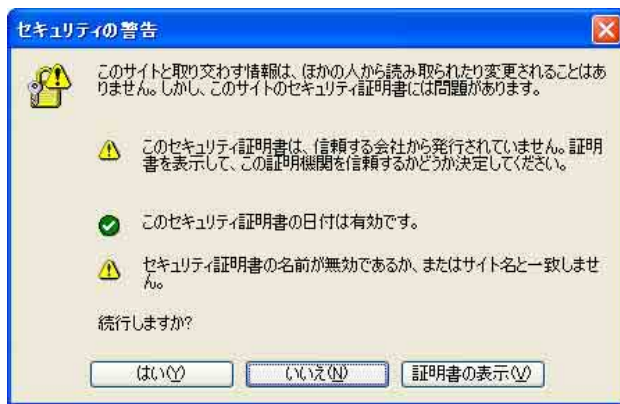 セキュリティの警告
このサイトと取り交わす情報は、ほかの人から読み取られたり変更されることはあ
りません。しかし、このサイトのセキュリティ証明書には問題があります。
このセキュリティ証明書は、信頼する会社から発行されていません。証明
書を表示して、この証明機関を信頼するかどうか決定してください。
このセキュリティ証明書の日付は有効です。
セキュリティ証明書の名前が無効であるか、またはサイト名と一致しませ
ん。
続行しますか?
はい(Y) いいえ(N) 証明書の表示(V)